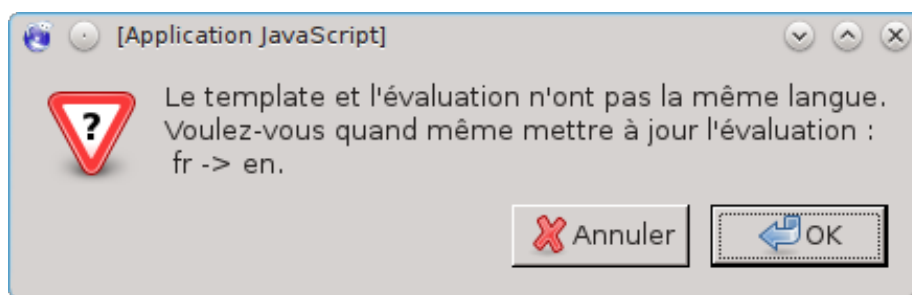 [Application JavaScript]
?
Le template et l'évaluation n'ont pas la même langue.
Voulez-vous quand même mettre à jour l'évaluation :
fr -> en.
Annuler
OK